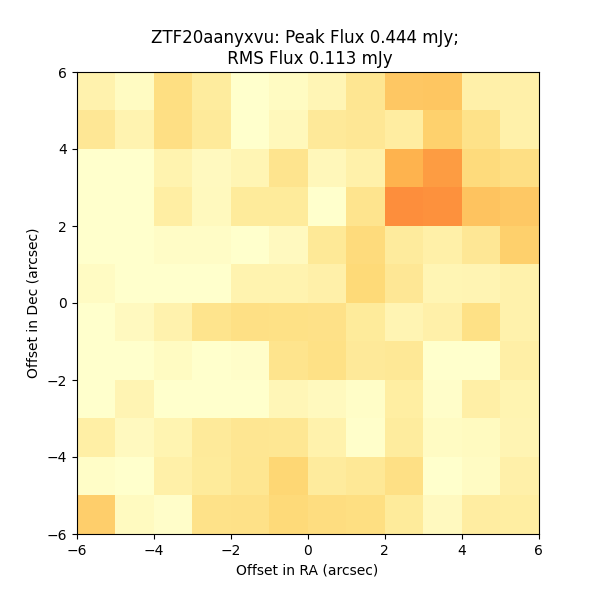 ZTF20aanyxvu: Peak Flux 0.444 mJy;
RMS Flux 0.113 mJy
6
4
2
0
−2
−4
−6
Offset in Dec (arcsec)
−6 −4 −2 0 2 4 6
Offset in RA (arcsec)